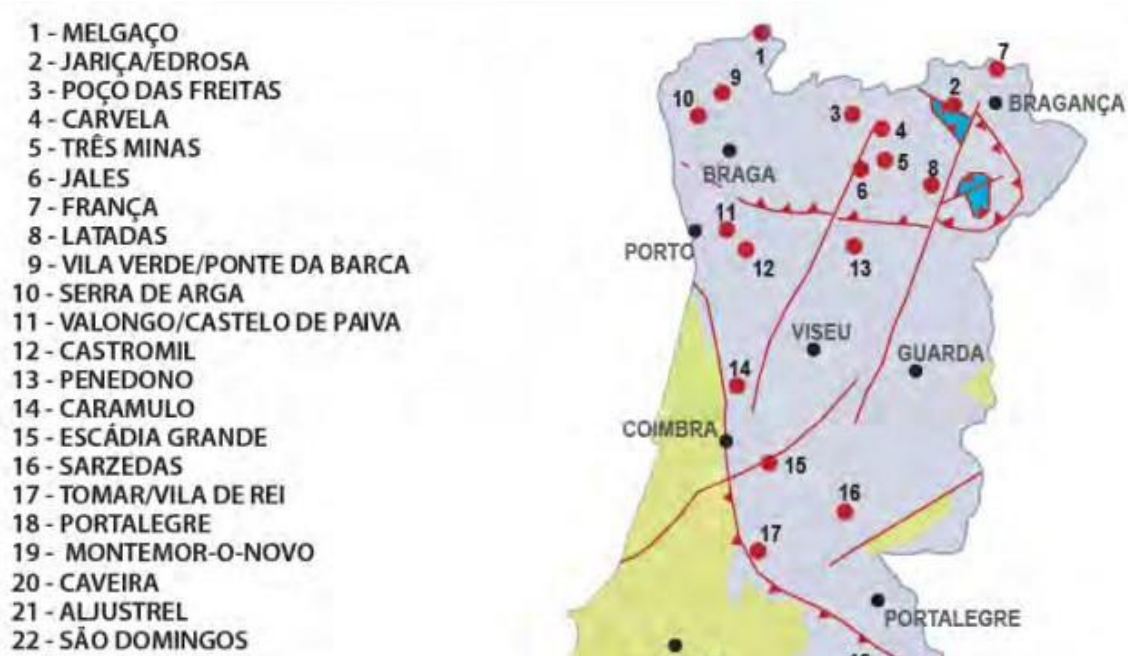 1 - MELGAÇO
2 - JARIÇA/EDROSA
3 - POÇO DAS FREITAS
4 - CARVELA
5 - TRÊS MINAS
6 - JALES
7 - FRANÇA
8 - LATADAS
9 - VILA VERDE/PONTE DA BARCA
10 - SERRA DE ARGA
11 - VALONGO/CASTELO DE PAIVA
12 - CASTROMIL
13 - PENEDONO
14 - CARAMULO
15 - ESCÁDIA GRANDE
16 - SARZEDAS
17 - TOMAR/VILA DE REI
18 - PORTALEGRE
19 - MONTEMOR-O-NOVO
20 - CAVEIRA
21 - ALJUSTREL
22 - SÃO DOMINGOS
1
7
9
2
BRAGANÇA
10
3
4
BRAGA
5
6
8
11
PORTO
12
13
VISEU
GUARDA
14
COIMBRA
15
16
17
PORTALEGRE